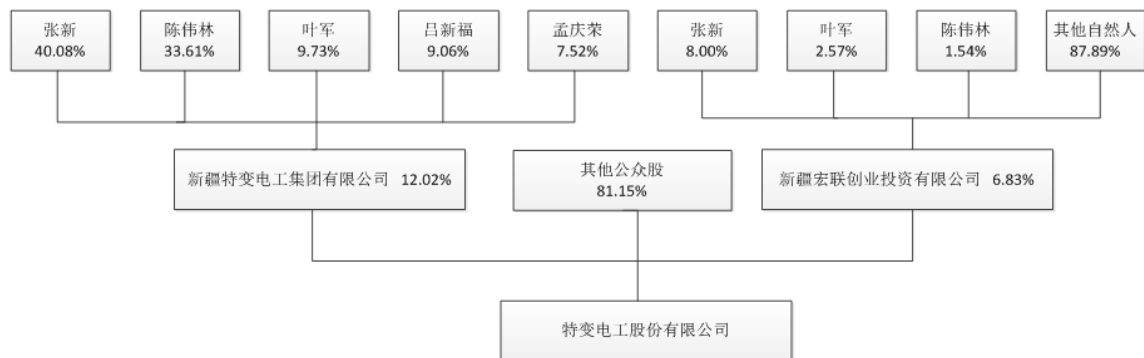 张新
40.08%
陈伟林
33.61%
叶军
9.73%
吕新福
9.06%
孟庆荣
7.52%
张新
8.00%
叶军
2.57%
陈伟林
1.54%
其他自然人
87.89%
新疆特变电工集团有限公司 12.02%
其他公众股
81.15%
新疆宏联创业投资有限公司 6.83%
特变电工股份有限公司